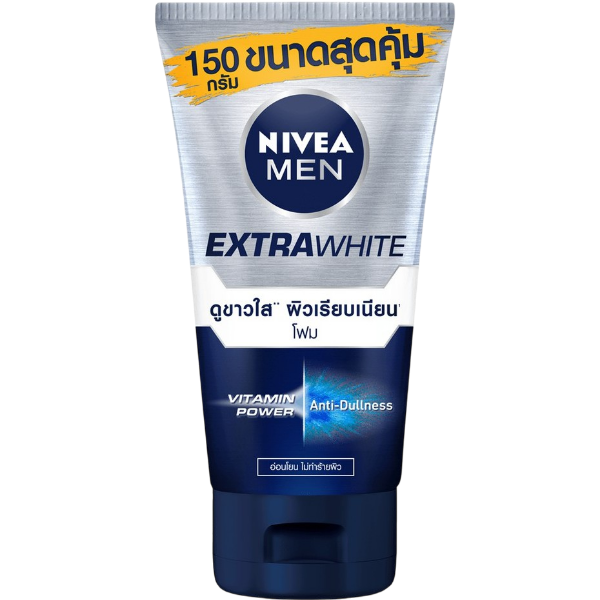 150 ขนาดสุดคุ้ม
กรัม
NIVEA
MEN
EXTRAWHITE
ดูขาวใส** ผิวเรียบเนียน*
โฟม
VITAMIN
POWER
Anti-Dullness
อ่อนโยน ไม่ทำร้ายผิว